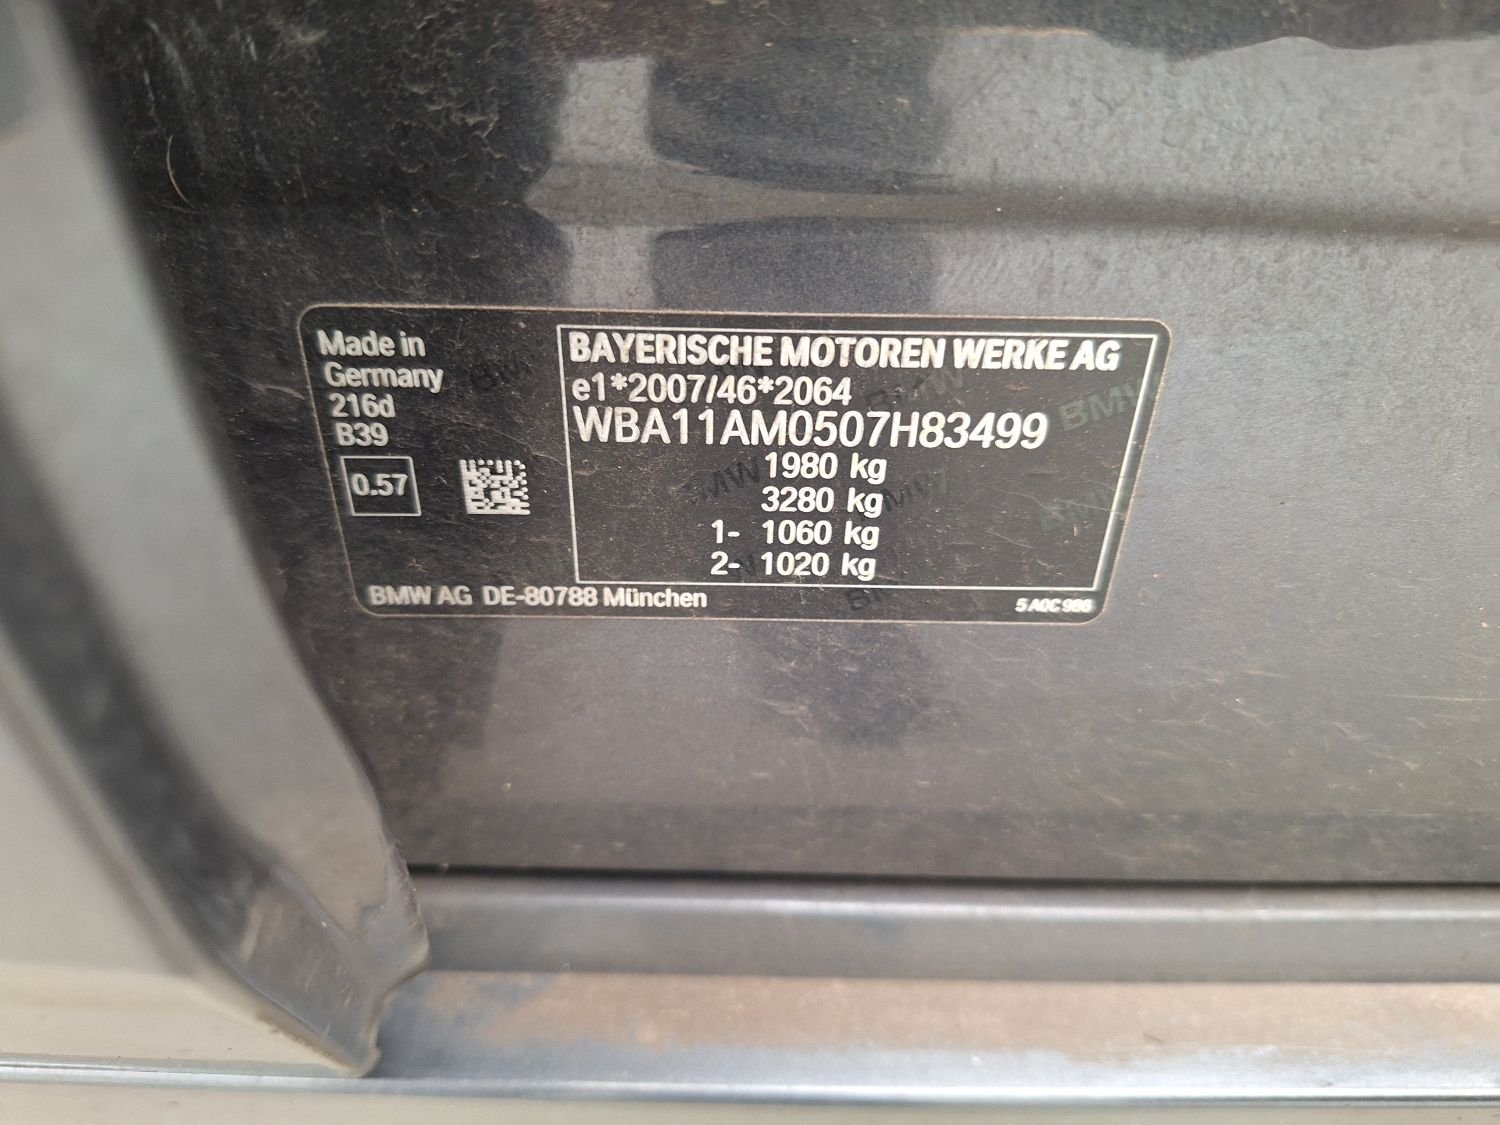 Made in
Germany
216d
B39
0.57
BAYERISCHE MOTOREN WERKE AG
e1*2007/46*2064
WBA11AM0507H83499
1980 kg
3280 kg
1- 1060 kg
2- 1020 kg
BMW AG DE-80788 München
5 A0C 986